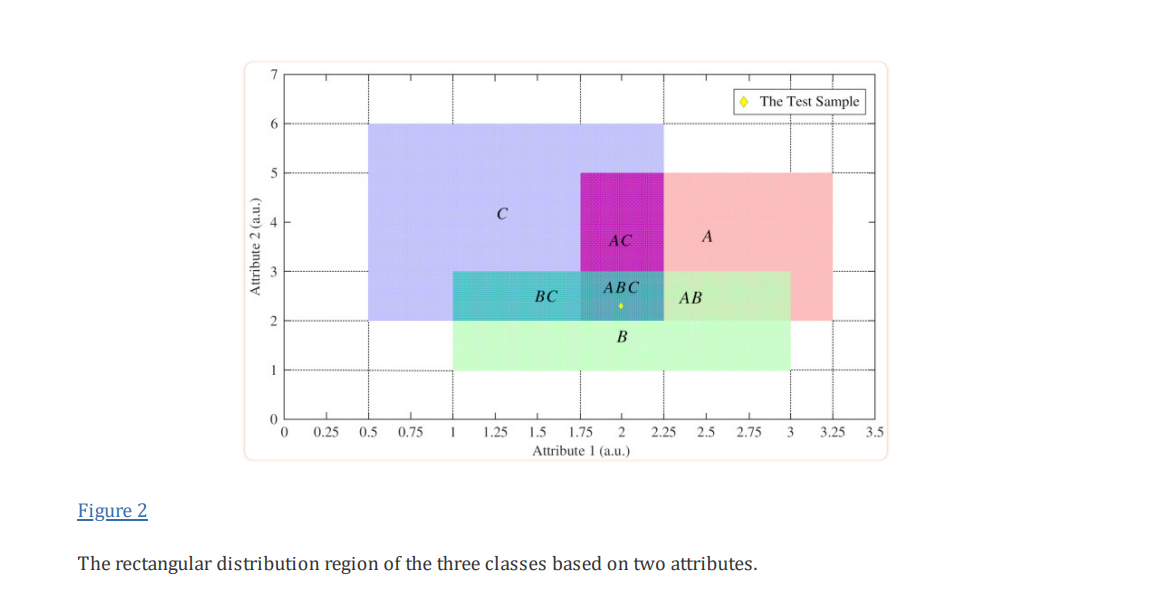 7
The Test Sample
6
5
C
4
A
AC
3
ABC
BC
AB
2
B
1
0
0 0.25 0.5 0.75 1 1.25 1.5 1.75 2 2.25 2.5 2.75 3 3.25 3.5
Attribute 1 (a.u.)
Attribute 2 (a.u.)
Figure 2
The rectangular distribution region of the three classes based on two attributes.